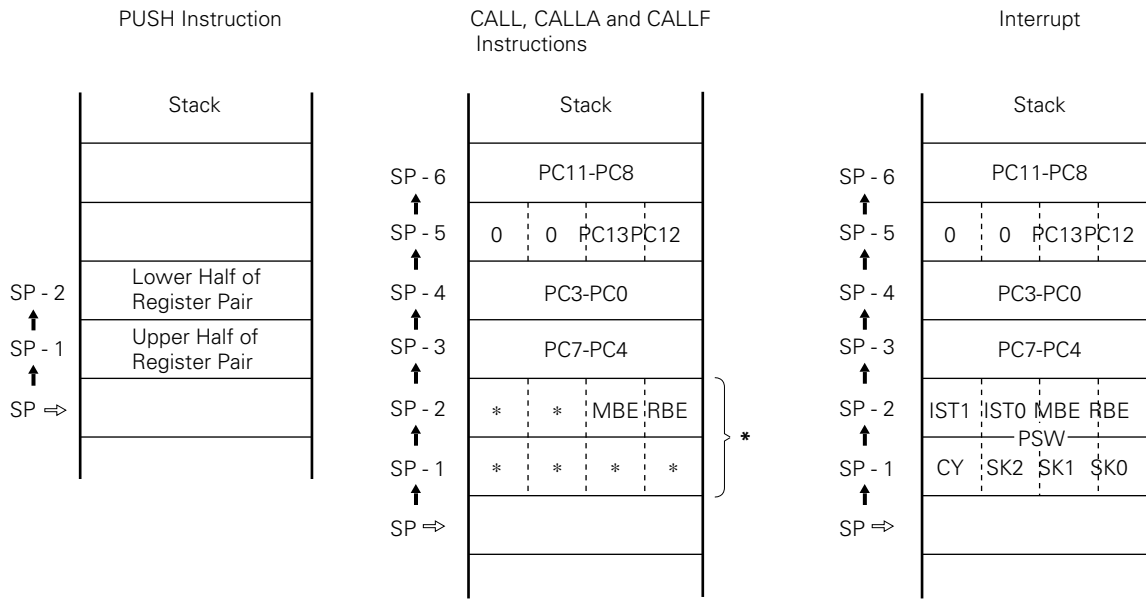 PUSH Instruction
Stack
Lower Half of
Register Pair
Upper Half of
Register Pair
SP - 2
SP - 1
SP ⇨
CALL, CALLA and CALLF
Instructions
Stack
SP - 6 PC11-PC8
SP - 5 0 0 PC13 PC12
SP - 4 PC3-PC0
SP - 3 PC7-PC4
SP - 2 * * MBE RBE
*
SP - 1 * * * *
SP ⇨
Interrupt
Stack
SP - 6 PC11-PC8
SP - 5 0 0 PC13 PC12
SP - 4 PC3-PC0
SP - 3 PC7-PC4
SP - 2 IST1 IST0 MBE RBE
PSW
SP - 1 CY SK2 SK1 SK0
SP ⇨